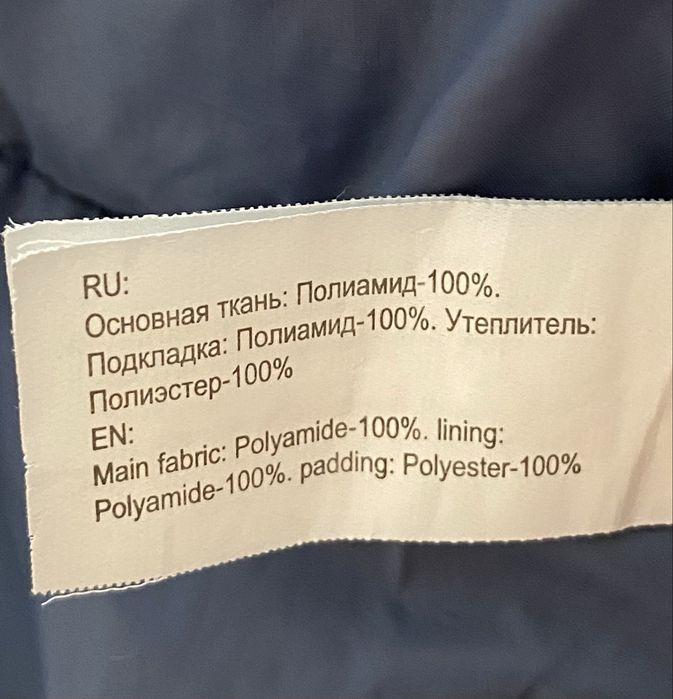 RU:
Основная ткань: Полиамид-100%.
Подкладка: Полиамид-100%. Утеплитель:
Полиэстер-100%
EN:
Main fabric: Polyamide-100%. lining:
Polyamide-100%. padding: Polyester-100%